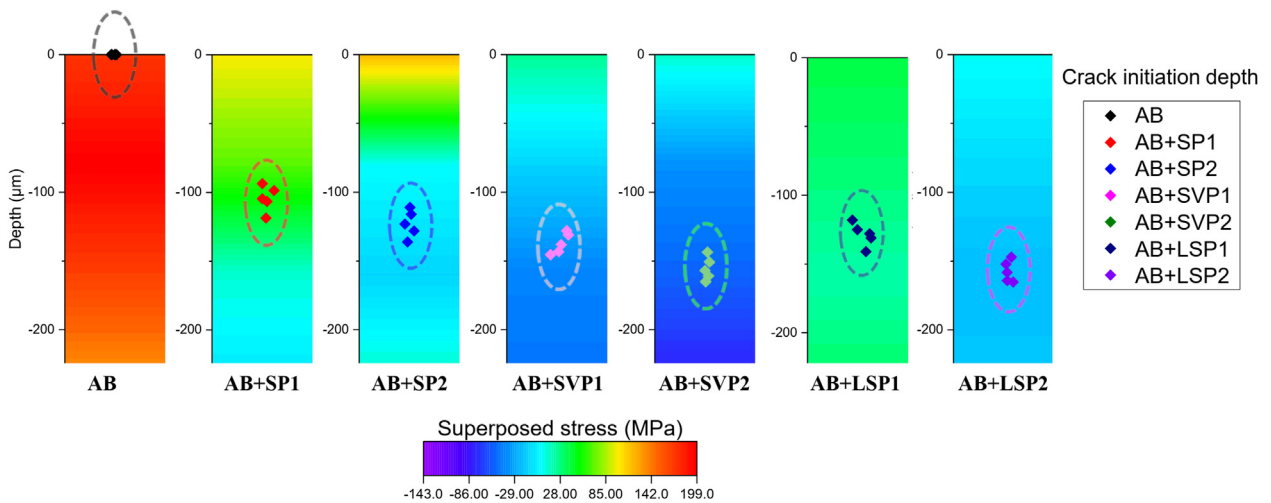 0
-100
-200
Depth (μm)
AB
0
-100
-200
AB+SP1
0
-100
-200
AB+SP2
0
-100
-200
AB+SVP1
0
-100
-200
AB+SVP2
0
-100
-200
AB+LSP1
0
-100
-200
AB+LSP2
Crack initiation depth
AB
AB+SP1
AB+SP2
AB+SVP1
AB+SVP2
AB+LSP1
AB+LSP2
Superposed stress (MPa)
-143.0 -86.00 -29.00 28.00 85.00 142.0 199.0